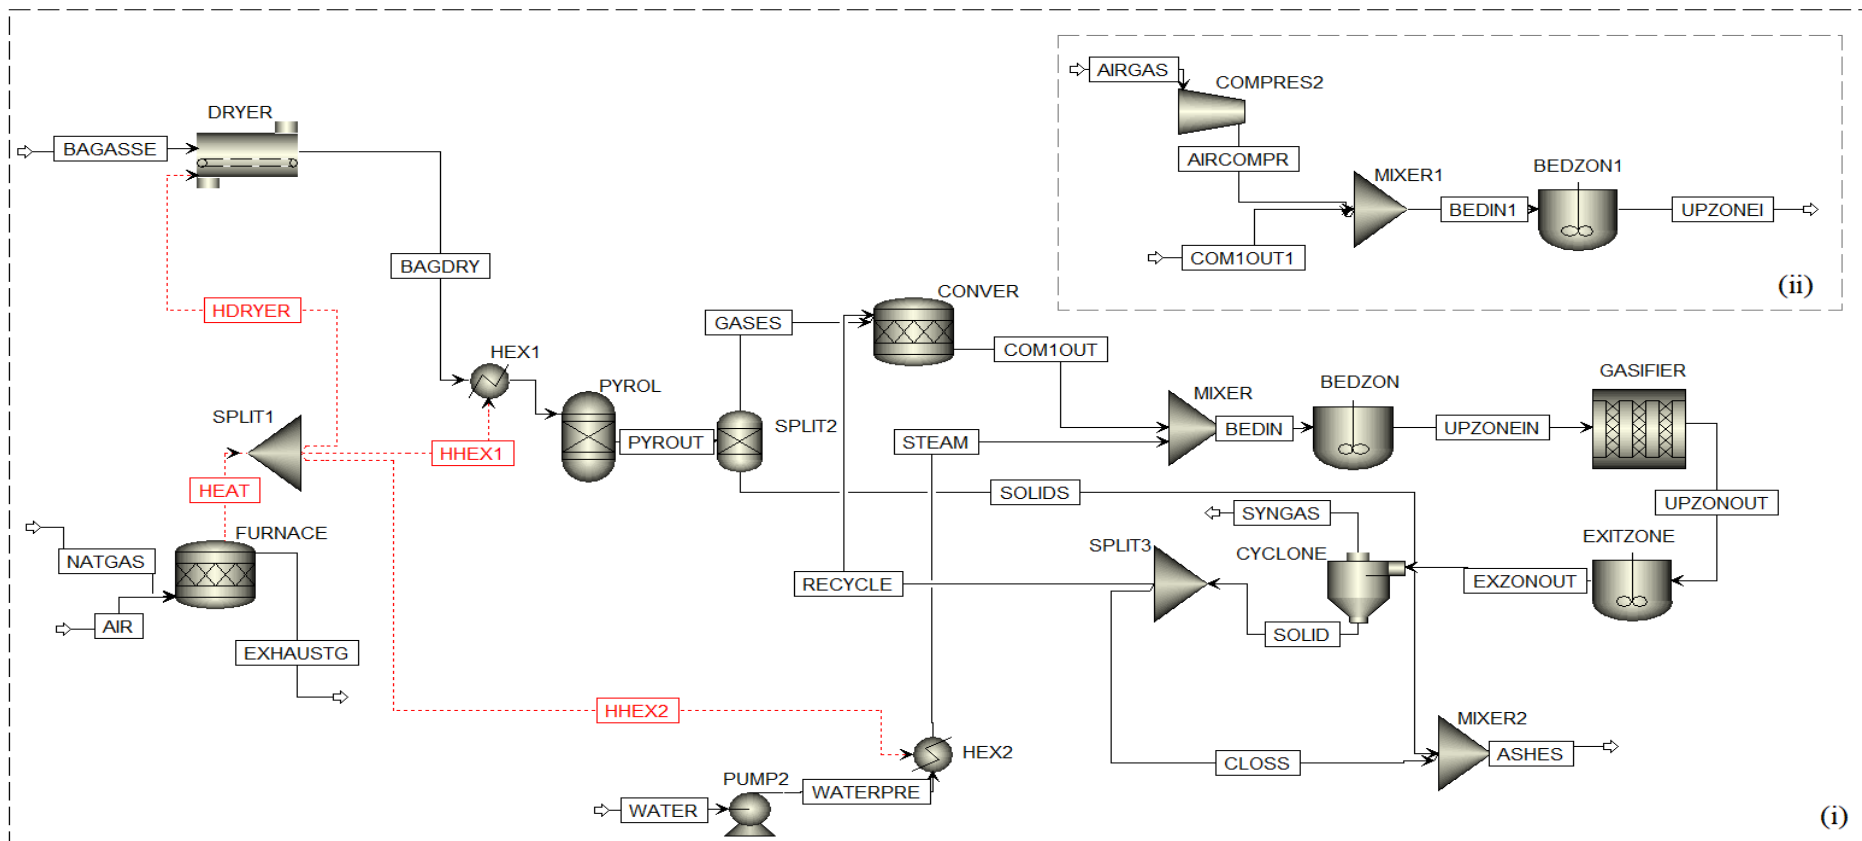 AIRGAS
COMPRES2
DRYER
BAGASSE
AIRCOMPR
MIXER1
BEDZON1
BEDIN1
UPZONEI
COM1OUT1
(ii)
BAGDRY
HDRYER
CONVER
GASES
COM1OUT
HEX1
PYROL
MIXER
BEDZON
GASIFIER
SPLIT1
SPLIT2
BEDIN
UPZONEIN
PYROUT
STEAM
HHEX1
HEAT
SOLIDS
UPZONOUT
SYNGAS
FURNACE
SPLIT3
CYCLONE
EXITZONE
NATGAS
RECYCLE
EXZONOUT
AIR
SOLID
EXHAUSTG
HHEX2
MIXER2
HEX2
CLOSS
ASHES
PUMP2
WATERPRE
WATER
(i)